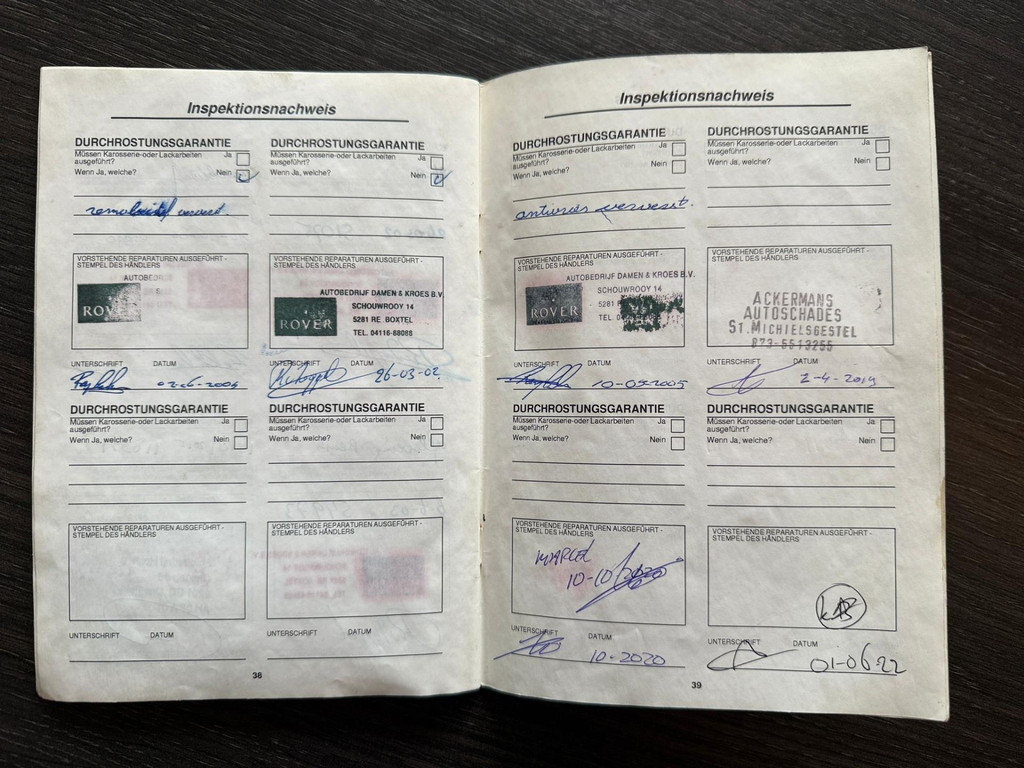 Inspektionsnachweis
DURCHROSTUNGSGARANTIE
Müssen Karosserie-oder Lackarbeiten Ja
ausgeführt?
Wenn Ja, welche? Nein
remvloeistof ververst.
VORSTEHENDE REPARATUREN AUSGEFÜHRT -
STEMPEL DES HÄNDLERS
ROVER
UNTERSCHRIFT DATUM
DURCHROSTUNGSGARANTIE
Müssen Karosserie-oder Lackarbeiten Ja
ausgeführt?
Wenn Ja, welche? Nein
VORSTEHENDE REPARATUREN AUSGEFÜHRT -
STEMPEL DES HÄNDLERS
AUTOBEDRIJF DAMEN & KROES B.V.
SCHOUWROOY 14
5281 RE BOXTEL
TEL. 04116-88088
ROVER
UNTERSCHRIFT DATUM
26-03-02.
DURCHROSTUNGSGARANTIE
Müssen Karosserie-oder Lackarbeiten Ja
ausgeführt?
Wenn Ja, welche? Nein
VORSTEHENDE REPARATUREN AUSGEFÜHRT -
STEMPEL DES HÄNDLERS
UNTERSCHRIFT DATUM
DURCHROSTUNGSGARANTIE
Müssen Karosserie-oder Lackarbeiten Ja
ausgeführt?
Wenn Ja, welche? Nein
VORSTEHENDE REPARATUREN AUSGEFÜHRT -
STEMPEL DES HÄNDLERS
UNTERSCHRIFT DATUM
38
Inspektionsnachweis
DURCHROSTUNGSGARANTIE
Müssen Karosserie-oder Lackarbeiten Ja
ausgeführt?
Wenn Ja, welche? Nein
antivries ververst.
VORSTEHENDE REPARATUREN AUSGEFÜHRT -
STEMPEL DES HÄNDLERS
AUTOBEDRIJF DAMEN & KROES B.V.
SCHOUWROOY 14
5281
TEL.
ROVER
UNTERSCHRIFT DATUM
10-05-2005
DURCHROSTUNGSGARANTIE
Müssen Karosserie-oder Lackarbeiten Ja
ausgeführt?
Wenn Ja, welche? Nein
VORSTEHENDE REPARATUREN AUSGEFÜHRT -
STEMPEL DES HÄNDLERS
ACKERMANS
AUTOSCHADES
ST. MICHIELSGESTEL
073-5513255
UNTERSCHRIFT DATUM
2-4-2019
DURCHROSTUNGSGARANTIE
Müssen Karosserie-oder Lackarbeiten Ja
ausgeführt?
Wenn Ja, welche? Nein
VORSTEHENDE REPARATUREN AUSGEFÜHRT -
STEMPEL DES HÄNDLERS
MARCEL
10-10/2020
UNTERSCHRIFT DATUM
10-2020
DURCHROSTUNGSGARANTIE
Müssen Karosserie-oder Lackarbeiten Ja
ausgeführt?
Wenn Ja, welche? Nein
VORSTEHENDE REPARATUREN AUSGEFÜHRT -
STEMPEL DES HÄNDLERS
UNTERSCHRIFT DATUM
01-06-22
39